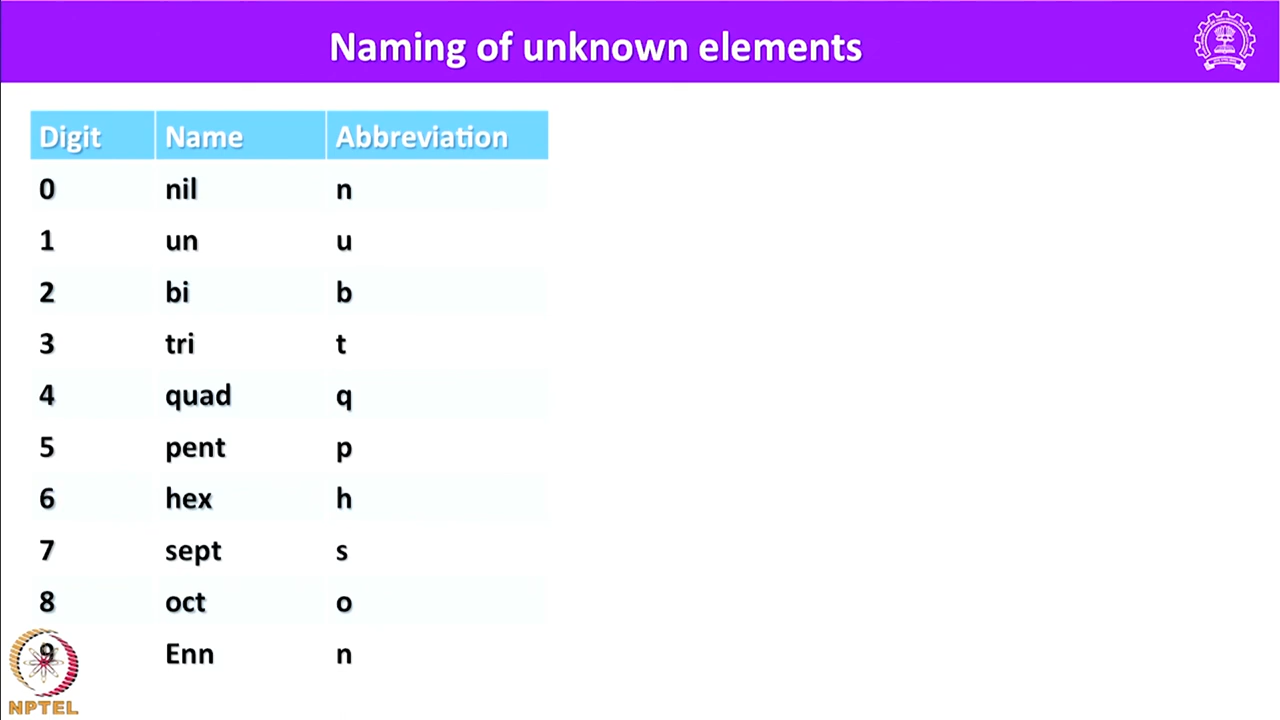 Naming of unknown elements
Digit Name Abbreviation
0 nil n
1 un u
2 bi b
3 tri t
4 quad q
5 pent p
6 hex h
7 sept s
8 oct o
9 Enn n
NPTEL